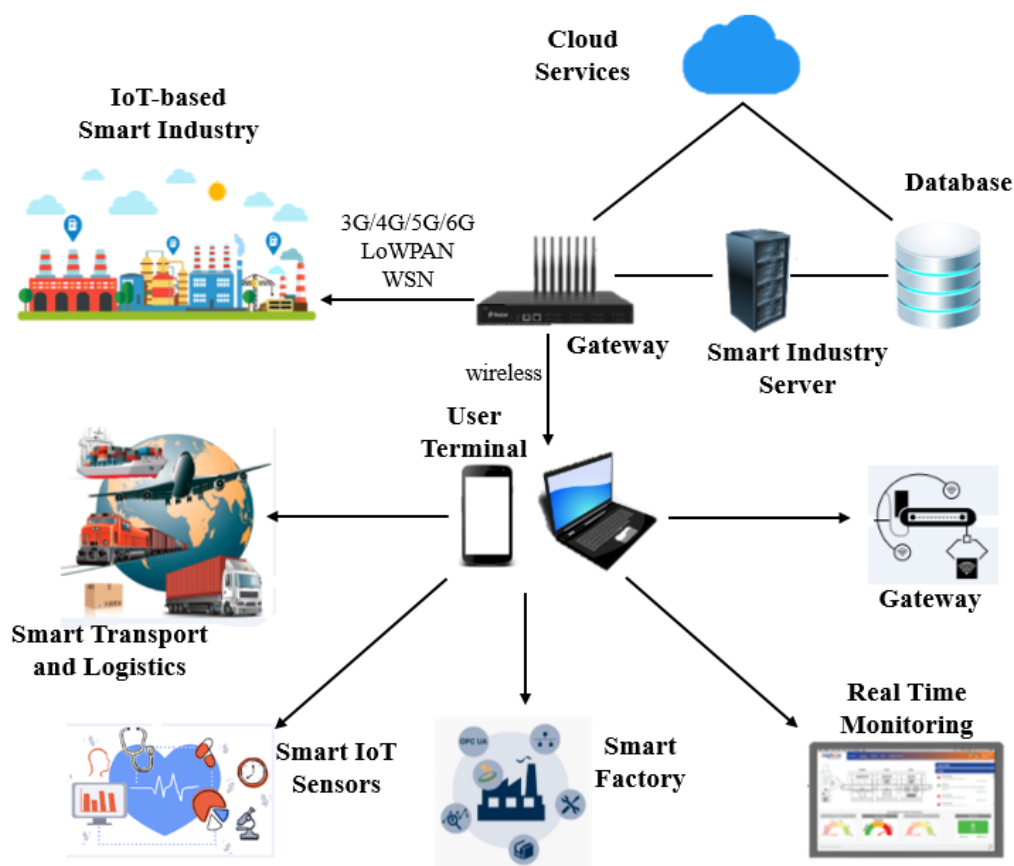 Cloud
Services
IoT-based
Smart Industry
Database
3G/4G/5G/6G
LoWPAN
WSN
Gateway
Smart Industry
Server
wireless
User
Terminal
Gateway
Smart Transport
and Logistics
Real Time
Monitoring
Smart IoT
Sensors
Smart
Factory
OPC UA